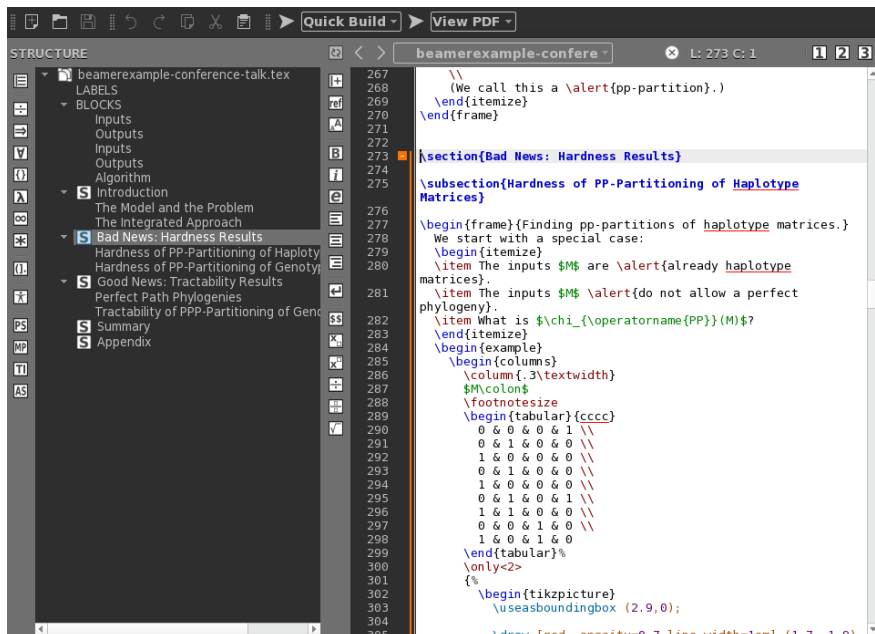 Quick Build
View PDF
STRUCTURE
beamerexample-confere
L: 273 C: 1
1 2 3
beamerexample-conference-talk.tex
LABELS
BLOCKS
Inputs
Outputs
Inputs
Outputs
Algorithm
S Introduction
The Model and the Problem
The Integrated Approach
S Bad News: Hardness Results
Hardness of PP-Partitioning of Haploty
Hardness of PP-Partitioning of Genoty
S Good News: Tractability Results
Perfect Path Phylogenies
Tractability of PPP-Partitioning of Geno
S Summary
S Appendix
PS
MP
TI
AS
ref
B
i
e
$$
267 \\
268 (We call this a \alert{pp-partition}.)
269 \end{itemize}
270 \end{frame}
271
272
273 \section{Bad News: Hardness Results}
274
275 \subsection{Hardness of PP-Partitioning of Haplotype
Matrices}
276
277 \begin{frame}{Finding pp-partitions of haplotype matrices.}
278 We start with a special case:
279 \begin{itemize}
280 \item The inputs $M$ are \alert{already haplotype
matrices}.
281 \item The inputs $M$ \alert{do not allow a perfect
phylogeny}.
282 \item What is $\chi_{\operatorname{PP}}(M)$?
283 \end{itemize}
284 \begin{example}
285 \begin{columns}
286 \column{.3\textwidth}
287 $M\colon$
288 \footnotesize
289 \begin{tabular}{cccc}
290 0 & 0 & 0 & 1 \\
291 0 & 1 & 0 & 0 \\
292 1 & 0 & 0 & 0 \\
293 0 & 1 & 0 & 0 \\
294 1 & 0 & 0 & 0 \\
295 0 & 1 & 0 & 1 \\
296 1 & 1 & 0 & 0 \\
297 0 & 0 & 1 & 0 \\
298 1 & 0 & 1 & 0
299 \end{tabular}%
300 \only<2>
301 {%
302 \begin{tikzpicture}
303 \useasboundingbox (2.9,0);
304